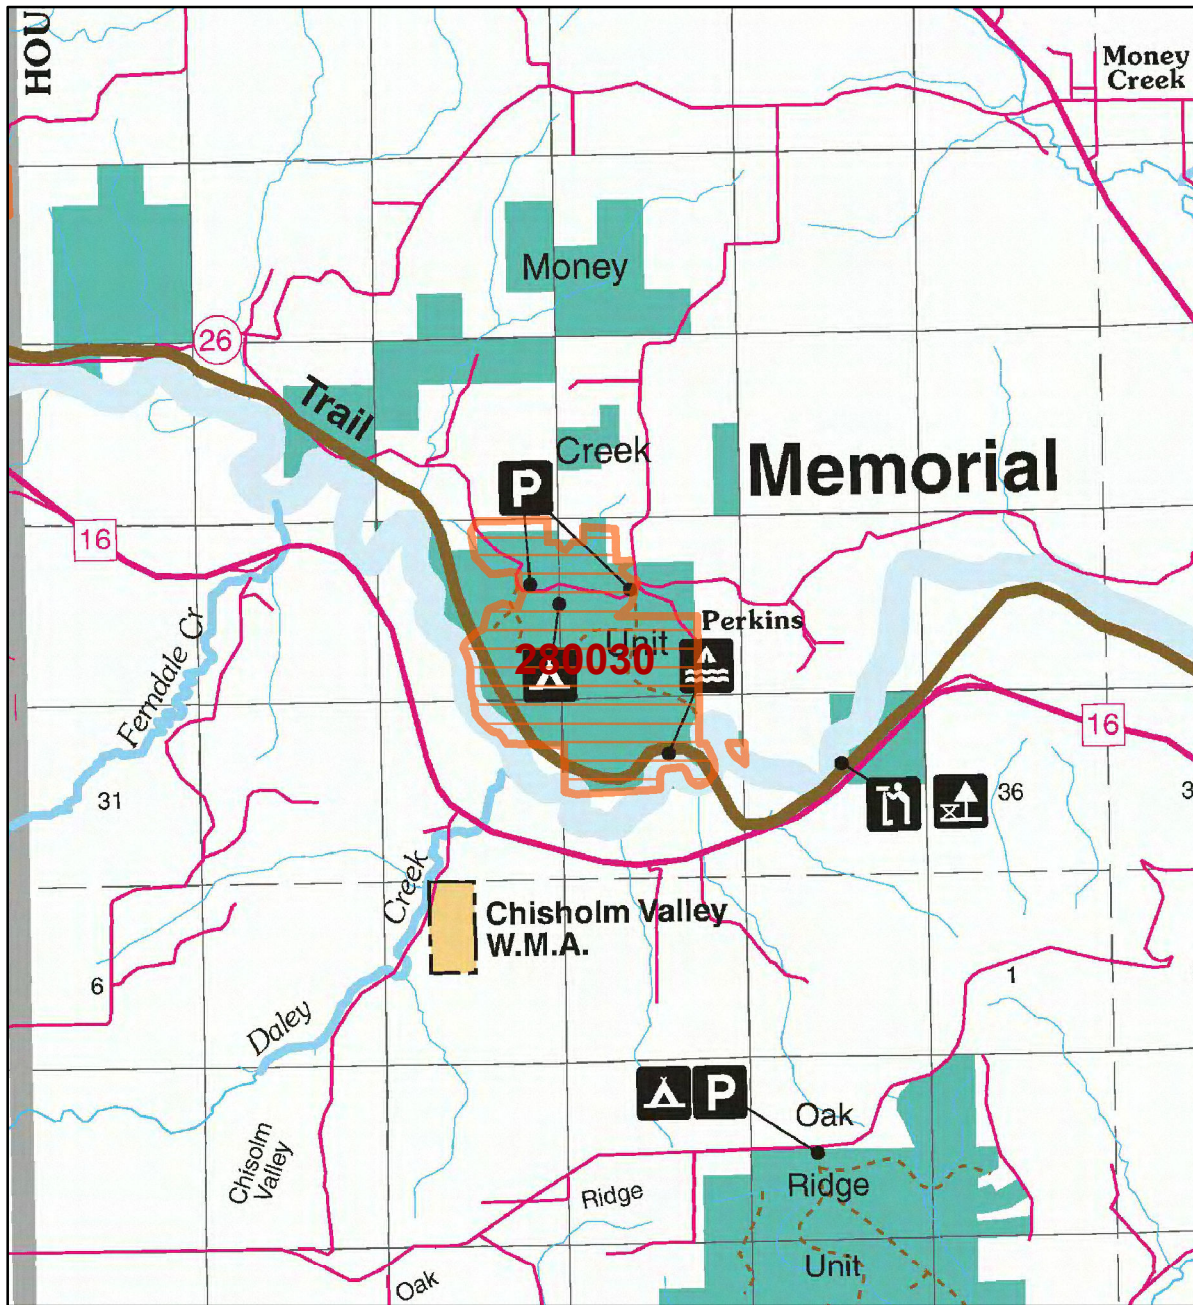 HOU
Money
Creek
Money
26
Trail
Creek
Memorial
P
16
Ferndale Cr
Unit
Perkins
280030
16
31
36
3
Creek
Chisholm Valley
W.M.A.
6
1
Daley
P
Oak
Chisolm
Valley
Ridge
Ridge
Unit
Oak